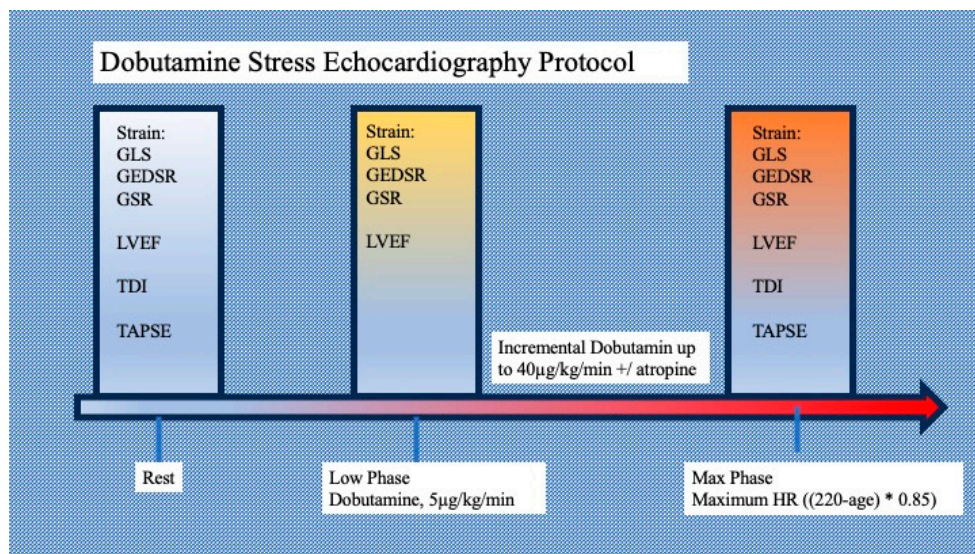 Dobutamine Stress Echocardiography Protocol
Strain:
GLS
GEDSR
GSR
LVEF
TDI
TAPSE
Strain:
GLS
GEDSR
GSR
LVEF
Strain:
GLS
GEDSR
GSR
LVEF
TDI
TAPSE
Incremental Dobutamin up
to 40µg/kg/min +/ atropine
Rest
Low Phase
Dobutamine, 5µg/kg/min
Max Phase
Maximum HR ((220-age) * 0.85)